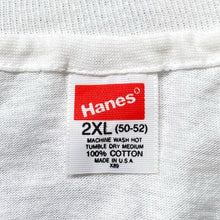 Hanes
2XL (50-52)
MACHINE WASH HOT
TUMBLE DRY MEDIUM
100% COTTON
MADE IN U.S.A
X89